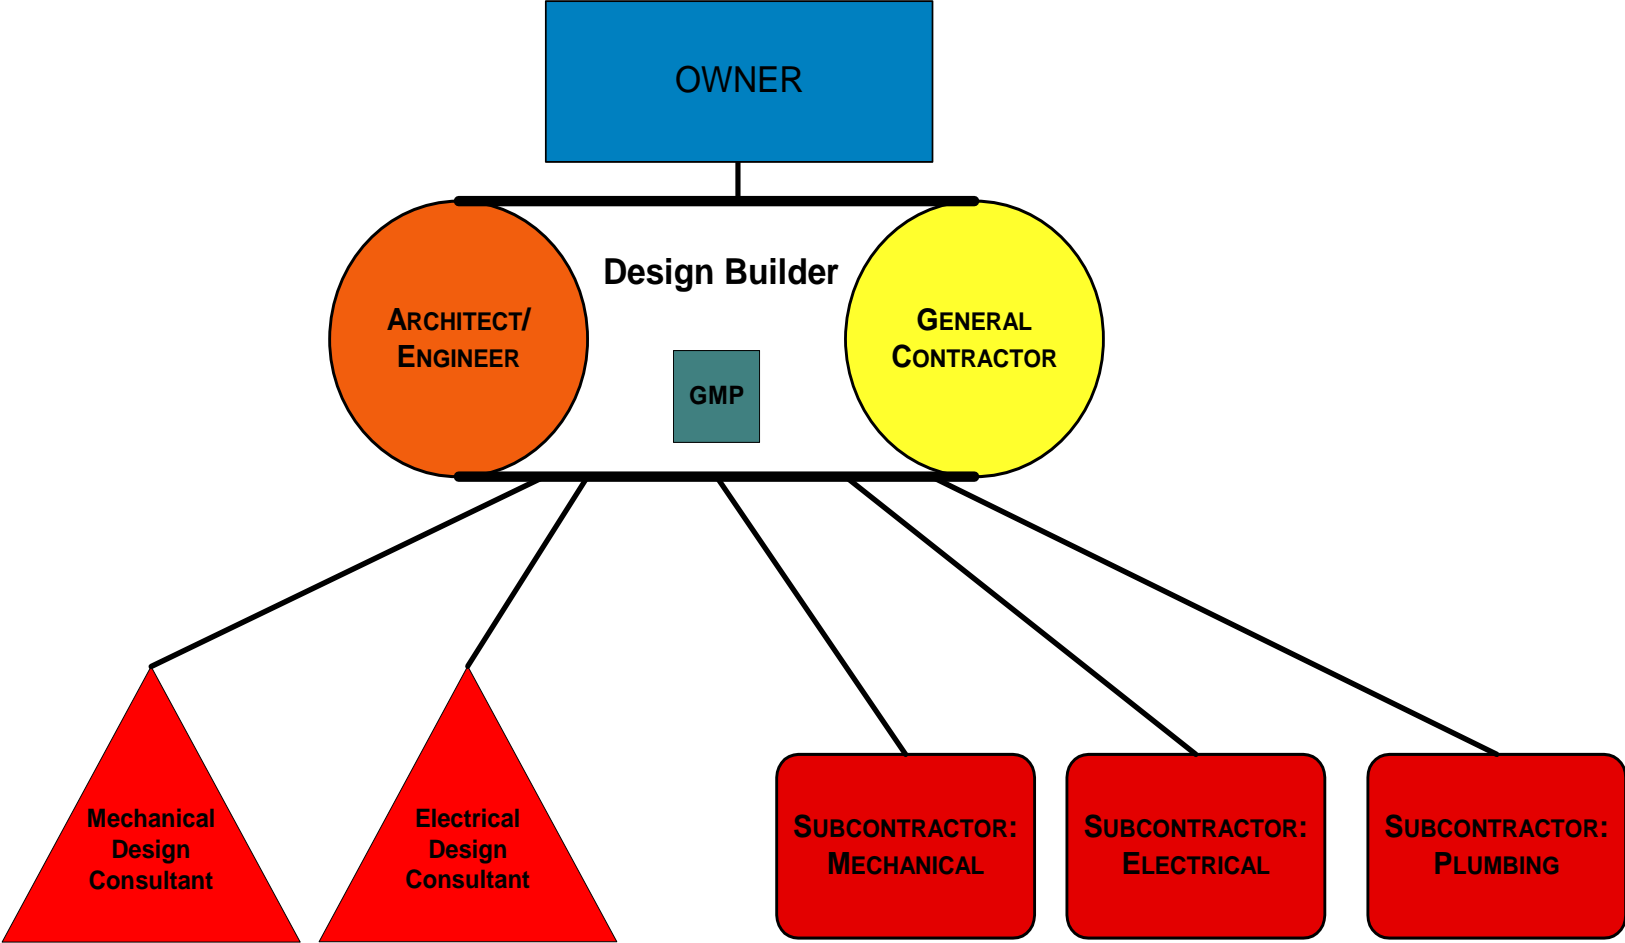 OWNER
Design Builder
ARCHITECT/
ENGINEER
GENERAL
CONTRACTOR
GMP
Mechanical
Design
Consultant
Electrical
Design
Consultant
SUBCONTRACTOR:
MECHANICAL
SUBCONTRACTOR:
ELECTRICAL
SUBCONTRACTOR:
PLUMBING